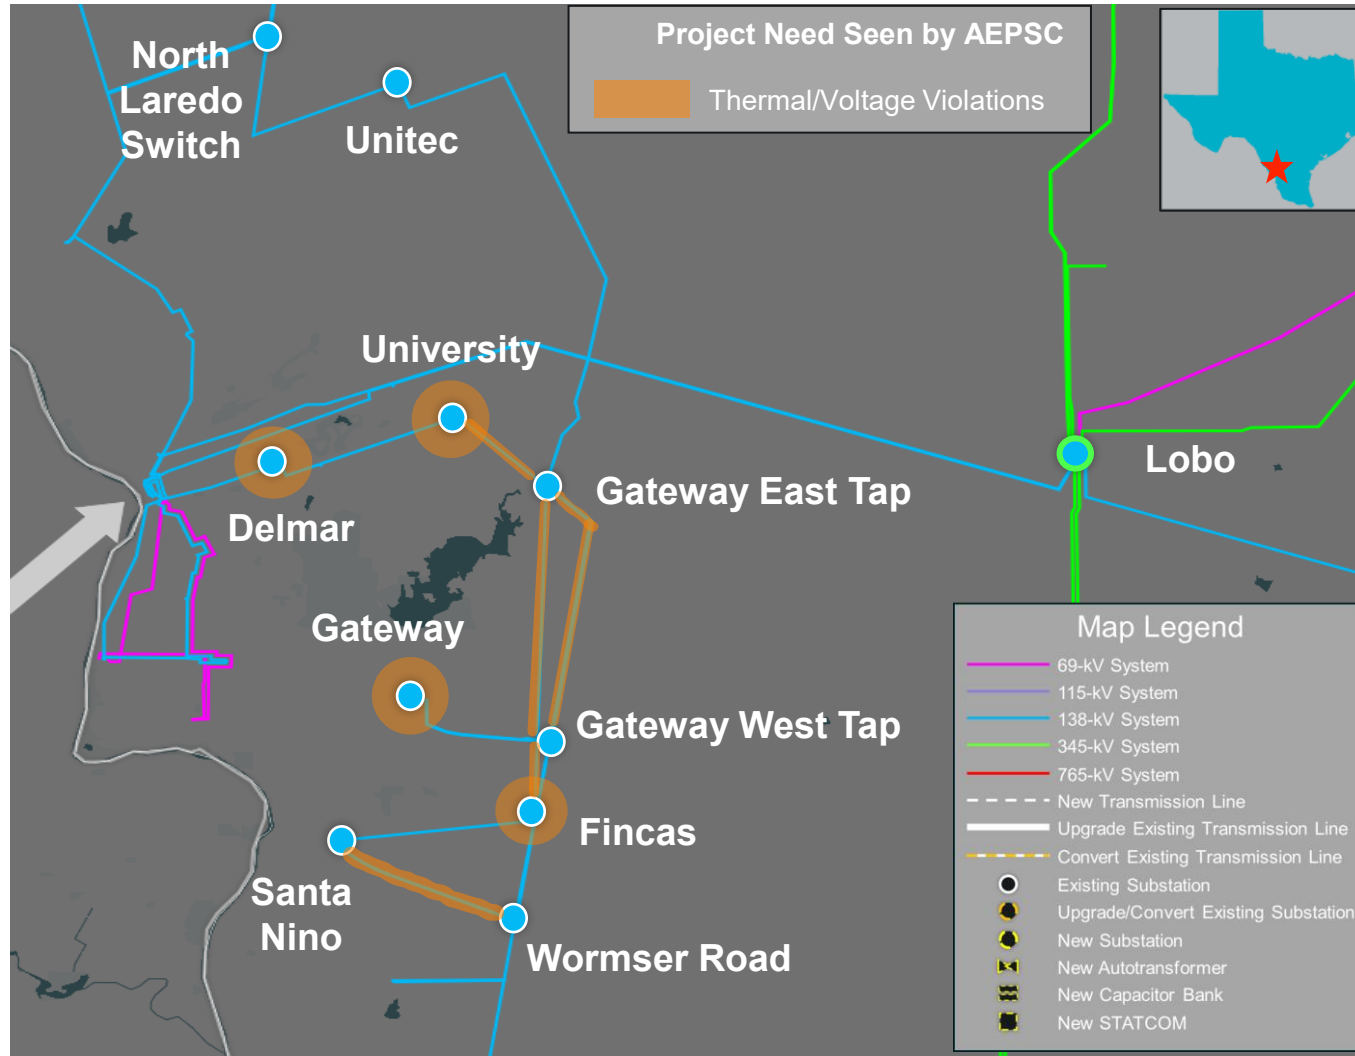 Project Need Seen by AEPSC
Thermal/Voltage Violations
North
Laredo
Switch
Unitec
University
Lobo
Gateway East Tap
Delmar
Gateway
Gateway West Tap
Fincas
Santa
Nino
Wormser Road
Map Legend
69-kV System
115-kV System
138-kV System
345-kV System
765-kV System
New Transmission Line
Upgrade Existing Transmission Line
Convert Existing Transmission Line
Existing Substation
Upgrade/Convert Existing Substation
New Substation
New Autotransformer
New Capacitor Bank
New STATCOM